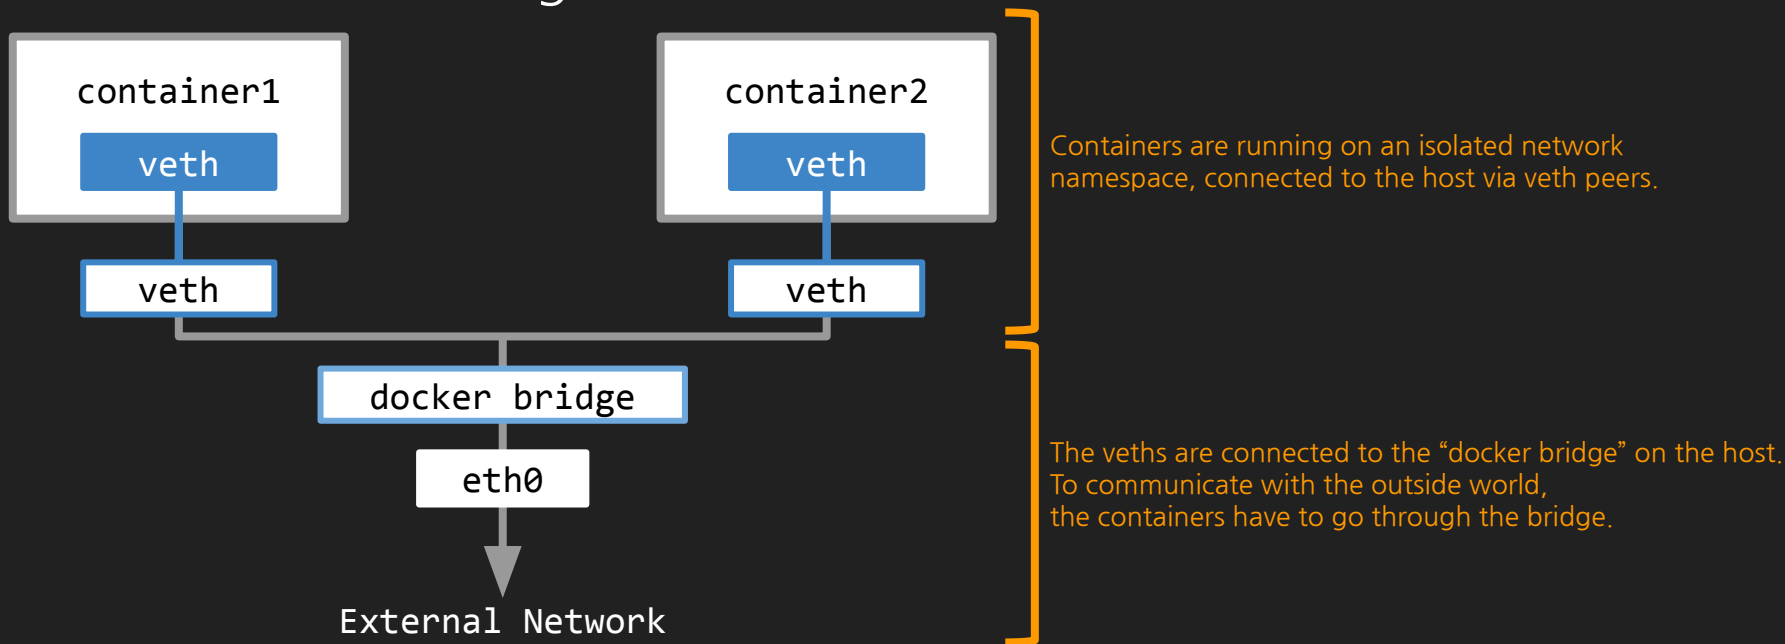 container1
container2
veth
veth
Containers are running on an isolated network
namespace, connected to the host via veth peers.
veth
veth
docker bridge
eth0
The veths are connected to the “docker bridge” on the host.
To communicate with the outside world,
the containers have to go through the bridge.
External Network